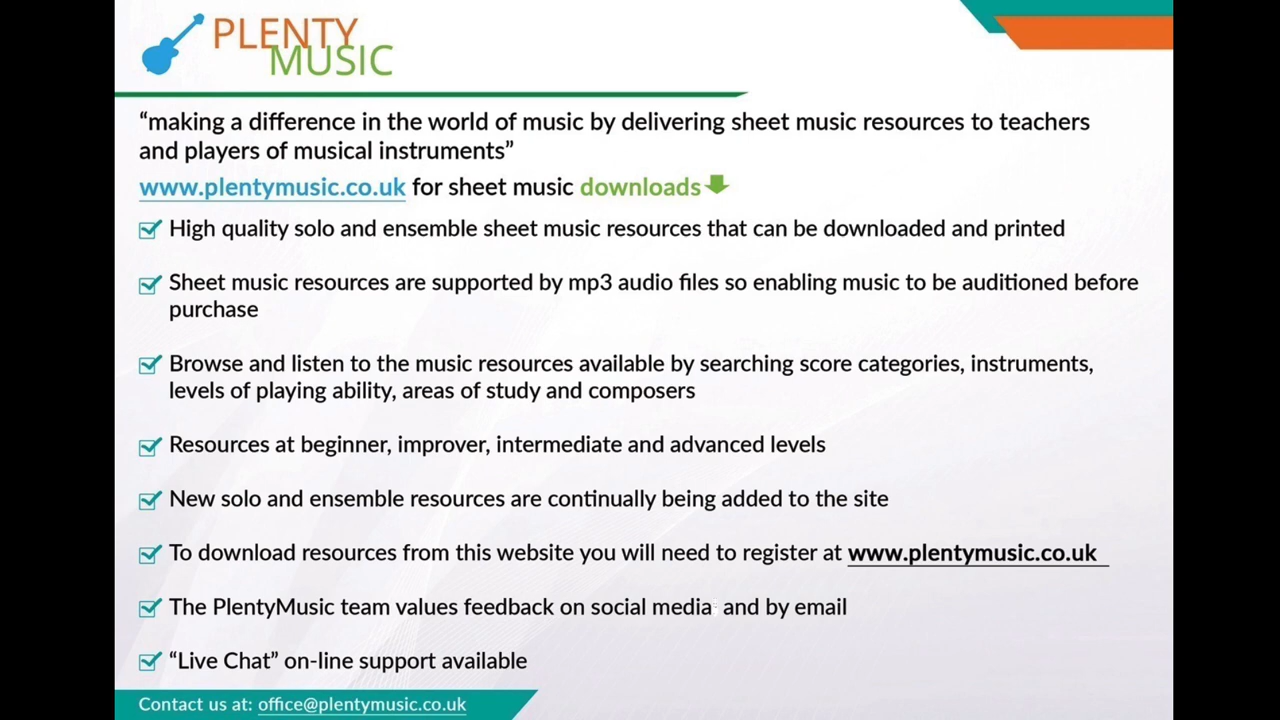 PLENTY
MUSIC
“making a difference in the world of music by delivering sheet music resources to teachers
and players of musical instruments”
www.plentymusic.co.uk for sheet music downloads
High quality solo and ensemble sheet music resources that can be downloaded and printed
Sheet music resources are supported by mp3 audio files so enabling music to be auditioned before
purchase
Browse and listen to the music resources available by searching score categories, instruments,
levels of playing ability, areas of study and composers
Resources at beginner, improver, intermediate and advanced levels
New solo and ensemble resources are continually being added to the site
To download resources from this website you will need to register at www.plentymusic.co.uk
The PlentyMusic team values feedback on social media and by email
“Live Chat” on-line support available
Contact us at: office@plentymusic.co.uk